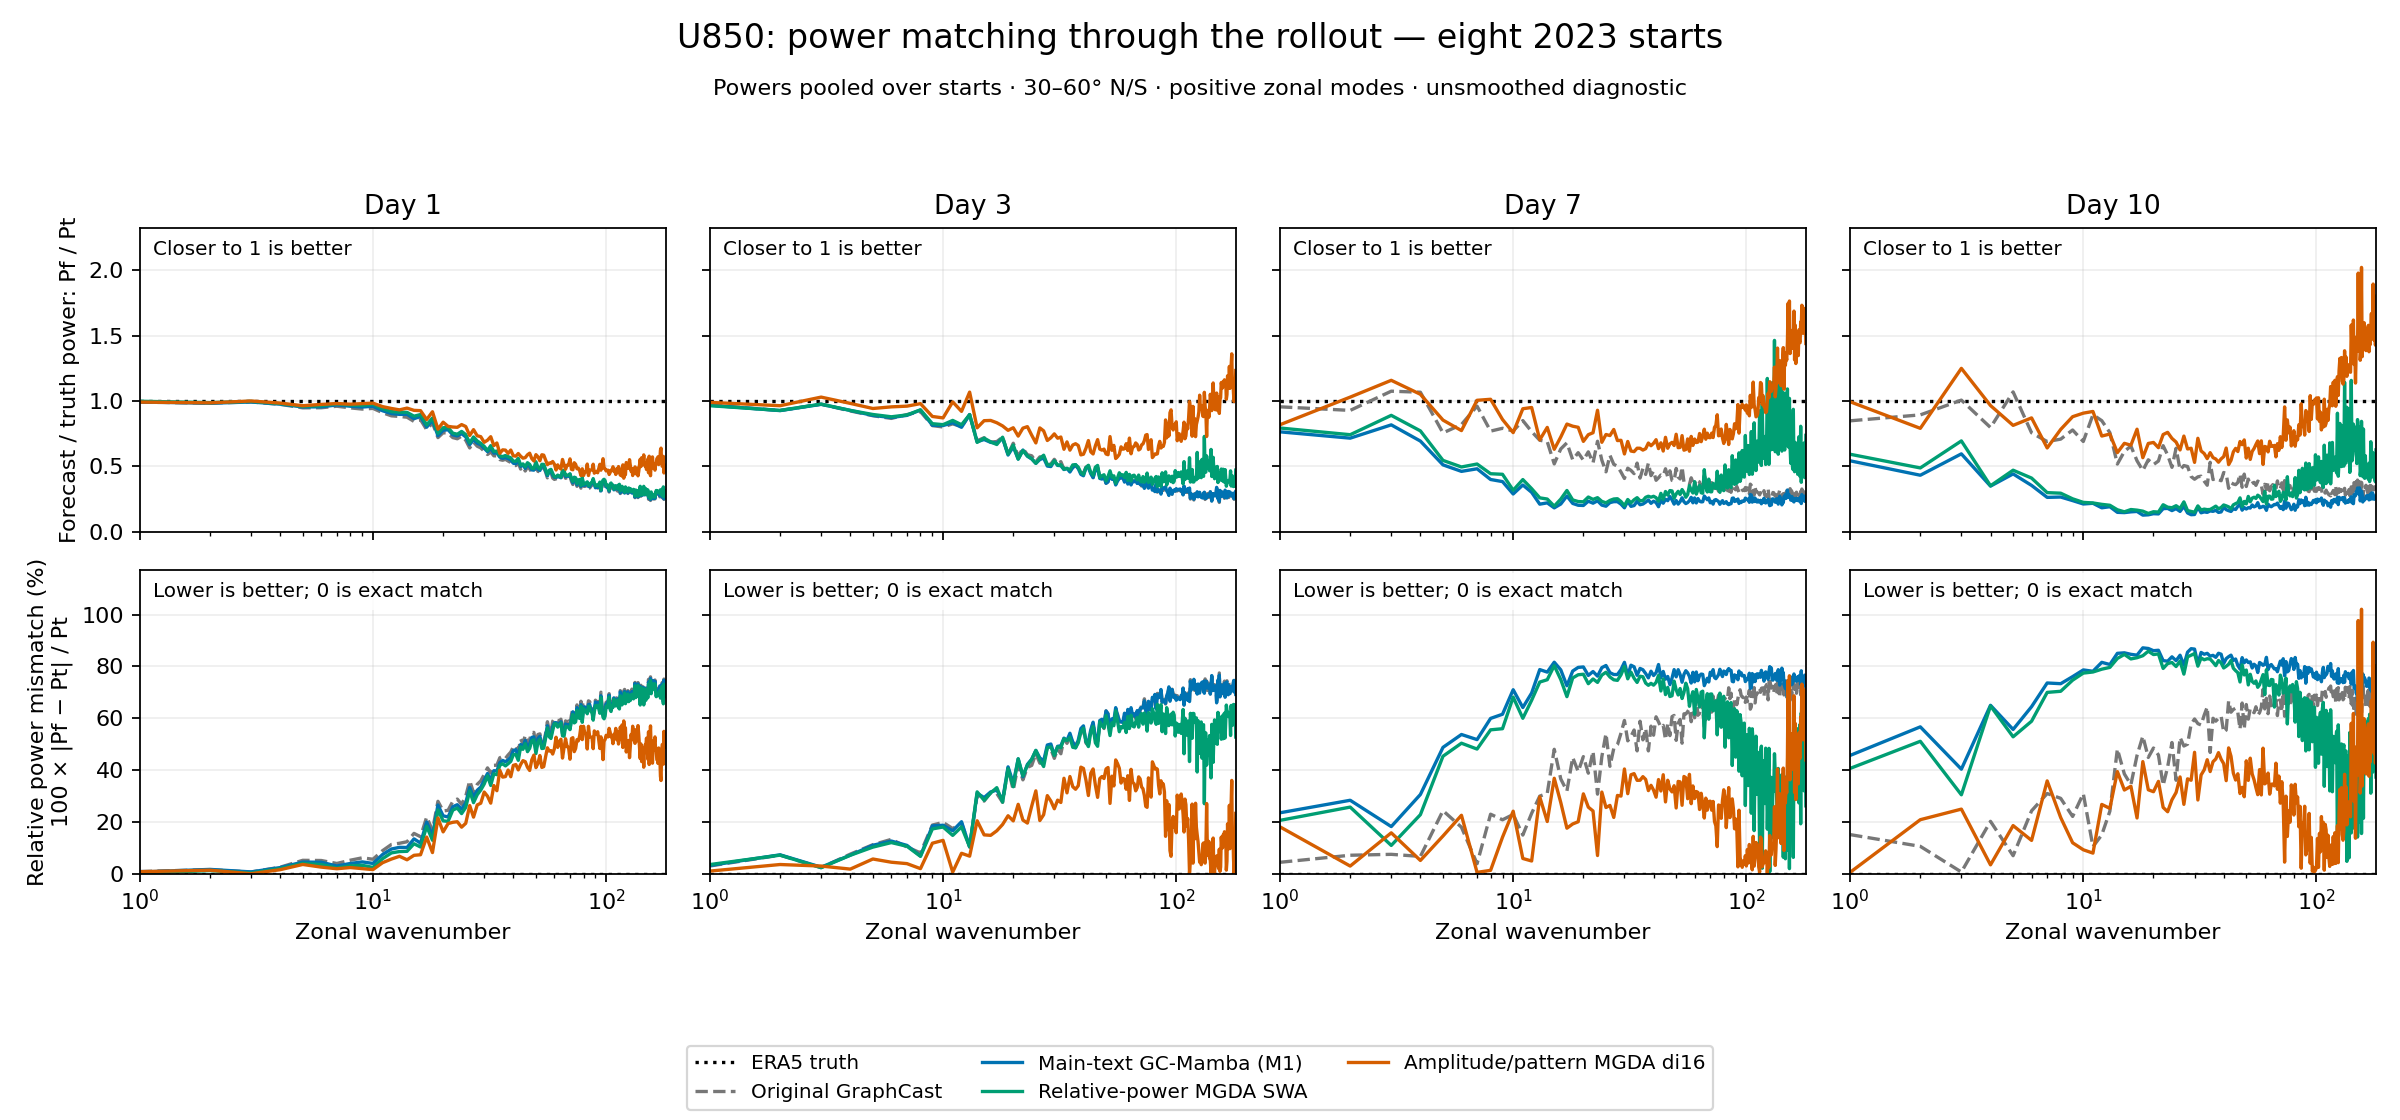 U850: power matching through the rollout — eight 2023 starts
Powers pooled over starts · 30–60° N/S · positive zonal modes · unsmoothed diagnostic
Day 1
Day 3
Day 7
Day 10
Forecast / truth power: Pf / Pt
2.0
1.5
1.0
0.5
0.0
Closer to 1 is better
Closer to 1 is better
Closer to 1 is better
Closer to 1 is better
Relative power mismatch (%)
100 × |Pf − Pt| / Pt
100
80
60
40
20
0
Lower is better; 0 is exact match
Lower is better; 0 is exact match
Lower is better; 0 is exact match
Lower is better; 0 is exact match
10⁰ 10¹ 10²
10⁰ 10¹ 10²
10⁰ 10¹ 10²
10⁰ 10¹ 10²
Zonal wavenumber
Zonal wavenumber
Zonal wavenumber
Zonal wavenumber
ERA5 truth
Original GraphCast
Main-text GC-Mamba (M1)
Relative-power MGDA SWA
Amplitude/pattern MGDA di16